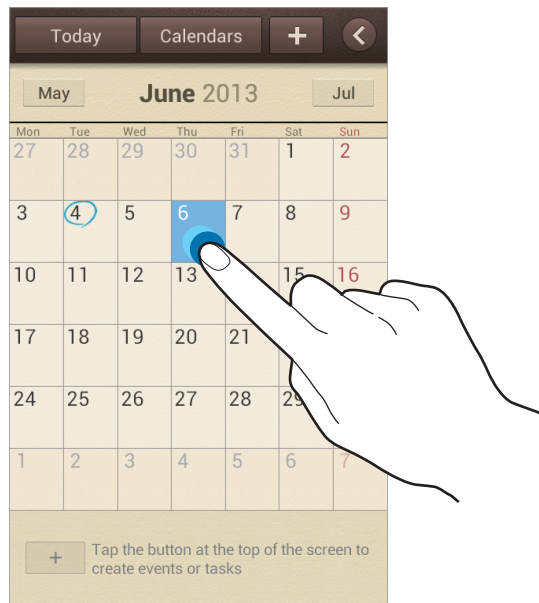 Today Calendars +
May June 2013 Jul
Mon Tue Wed Thu Fri Sat Sun
27 28 29 30 31 1 2
3 4 5 6 7 8 9
10 11 12 13 15 16
17 18 19 20 21
24 25 26 27 28 29
1 2 3 4 5 6 7
+ Tap the button at the top of the screen to
create events or tasks